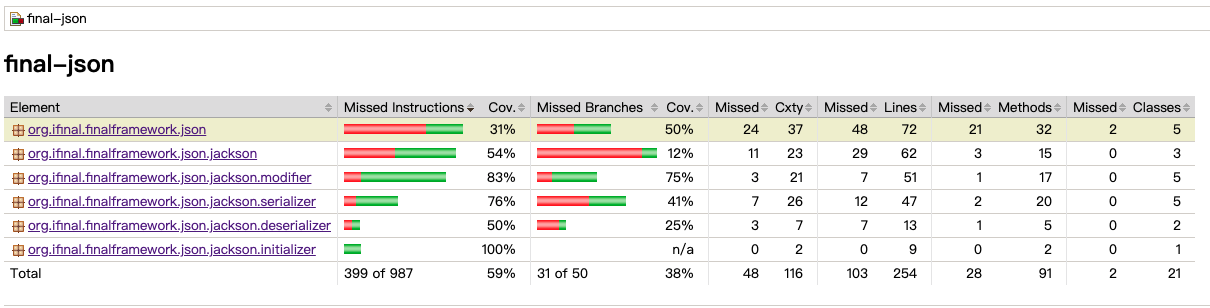 final-json
final-json
Element Missed Instructions Cov. Missed Branches Cov. Missed Cxty Missed Lines Missed Methods Missed Classes
org.ifinal.finalframework.json 31% 50% 24 37 48 72 21 32 2 5
org.ifinal.finalframework.json.jackson 54% 12% 11 23 29 62 3 15 0 3
org.ifinal.finalframework.json.jackson.modifier 83% 75% 3 21 7 51 1 17 0 5
org.ifinal.finalframework.json.jackson.serializer 76% 41% 7 26 12 47 2 20 0 5
org.ifinal.finalframework.json.jackson.deserializer 50% 25% 3 7 7 13 1 5 0 2
org.ifinal.finalframework.json.jackson.initializer 100% n/a 0 2 0 9 0 2 0 1
Total 399 of 987 59% 31 of 50 38% 48 116 103 254 28 91 2 21